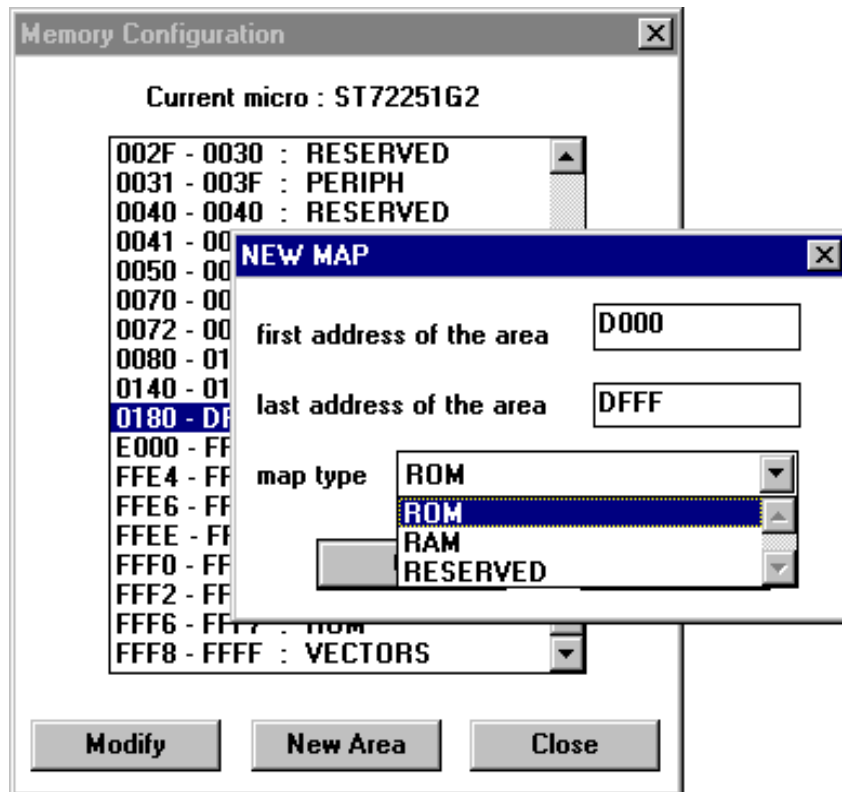 Memory Configuration
Current micro : ST72251G2
002F - 0030 : RESERVED
0031 - 003F : PERIPH
0040 - 0040 : RESERVED
0041 - 00
0050 - 00
0070 - 00
0072 - 00
0080 - 01
0140 - 01
0180 - DF
E000 - FF
FFE4 - FF
FFE6 - FF
FFEE - FF
FFF0 - FF
FFF2 - FF
FFF6 - FFF7 : ROM
FFF8 - FFFF : VECTORS
NEW MAP
first address of the area D000
last address of the area DFFF
map type ROM
ROM
RAM
RESERVED
Modify New Area Close